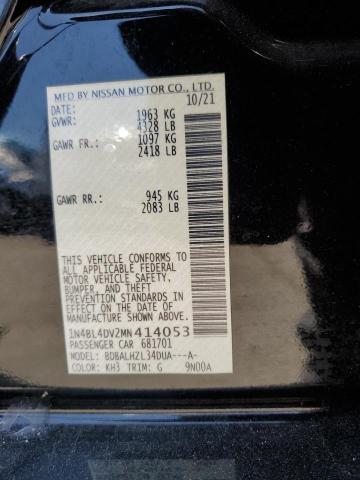 MFD BY NISSAN MOTOR CO., LTD.
DATE: 10/21
GVWR: 1963 KG
4328 LB
GAWR FR.: 1097 KG
2418 LB
GAWR RR.: 945 KG
2083 LB
THIS VEHICLE CONFORMS TO
ALL APPLICABLE FEDERAL
MOTOR VEHICLE SAFETY,
BUMPER, AND THEFT
PREVENTION STANDARDS
IN EFFECT ON THE DATE OF
MANUFACTURE SHOWN ABOVE.
1N4BL4DV2MN414053
PASSENGER CAR 681701
MODEL: BDBALHZL34DUA---A-
COLOR: KH3 TRIM: G 9N00A